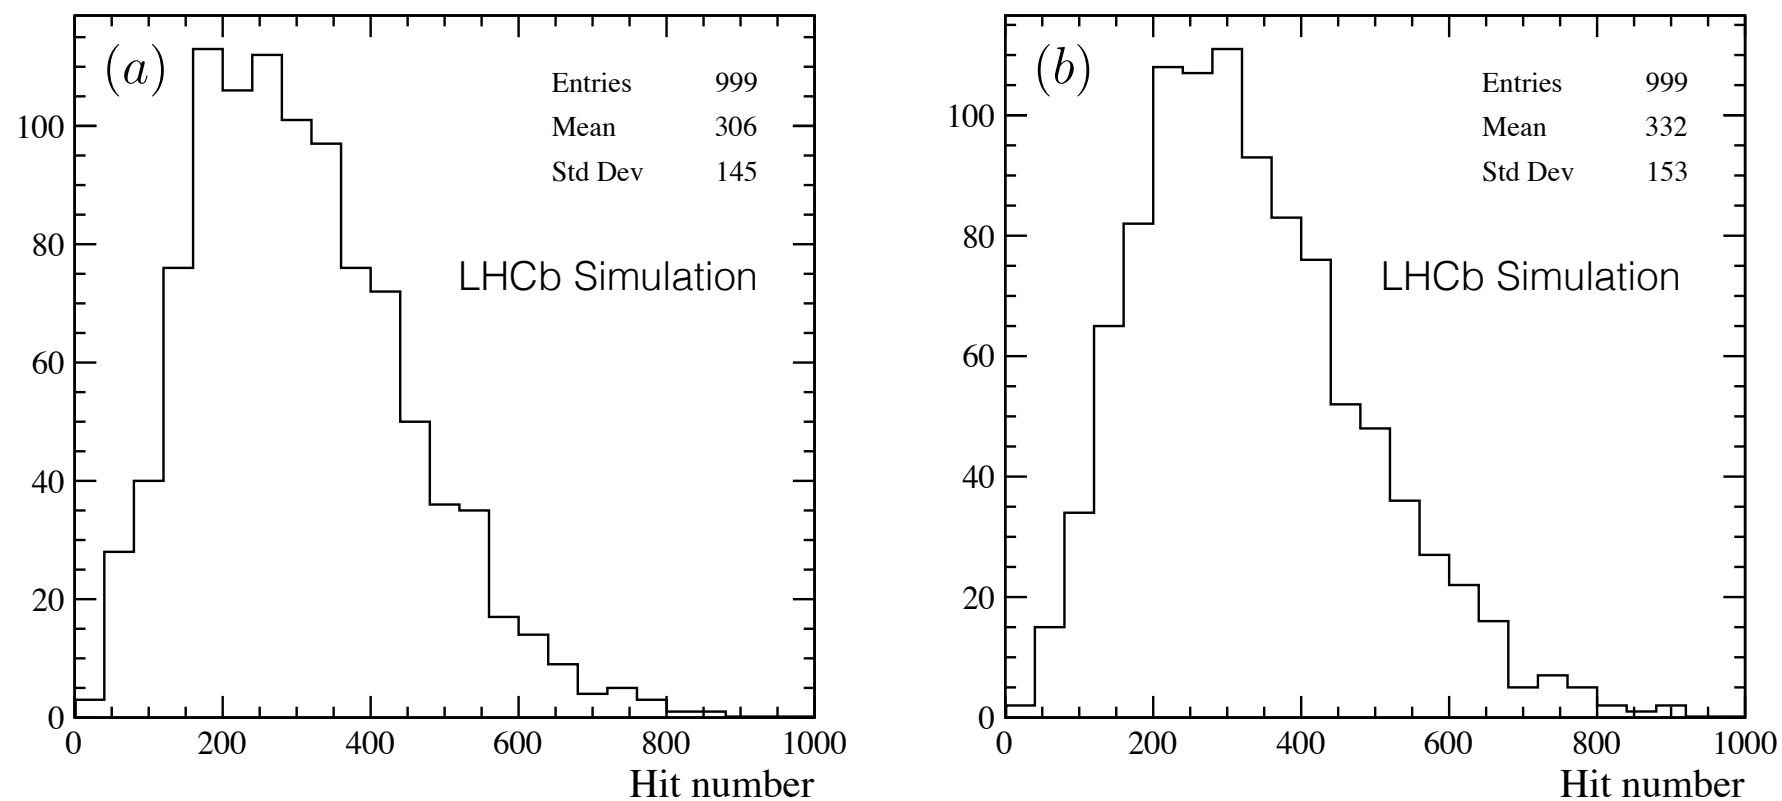 (a)
Entries 999
Mean 306
Std Dev 145
LHCb Simulation
100
80
60
40
20
0
0 200 400 600 800 1000
Hit number
(b)
Entries 999
Mean 332
Std Dev 153
LHCb Simulation
100
80
60
40
20
0
0 200 400 600 800 1000
Hit number